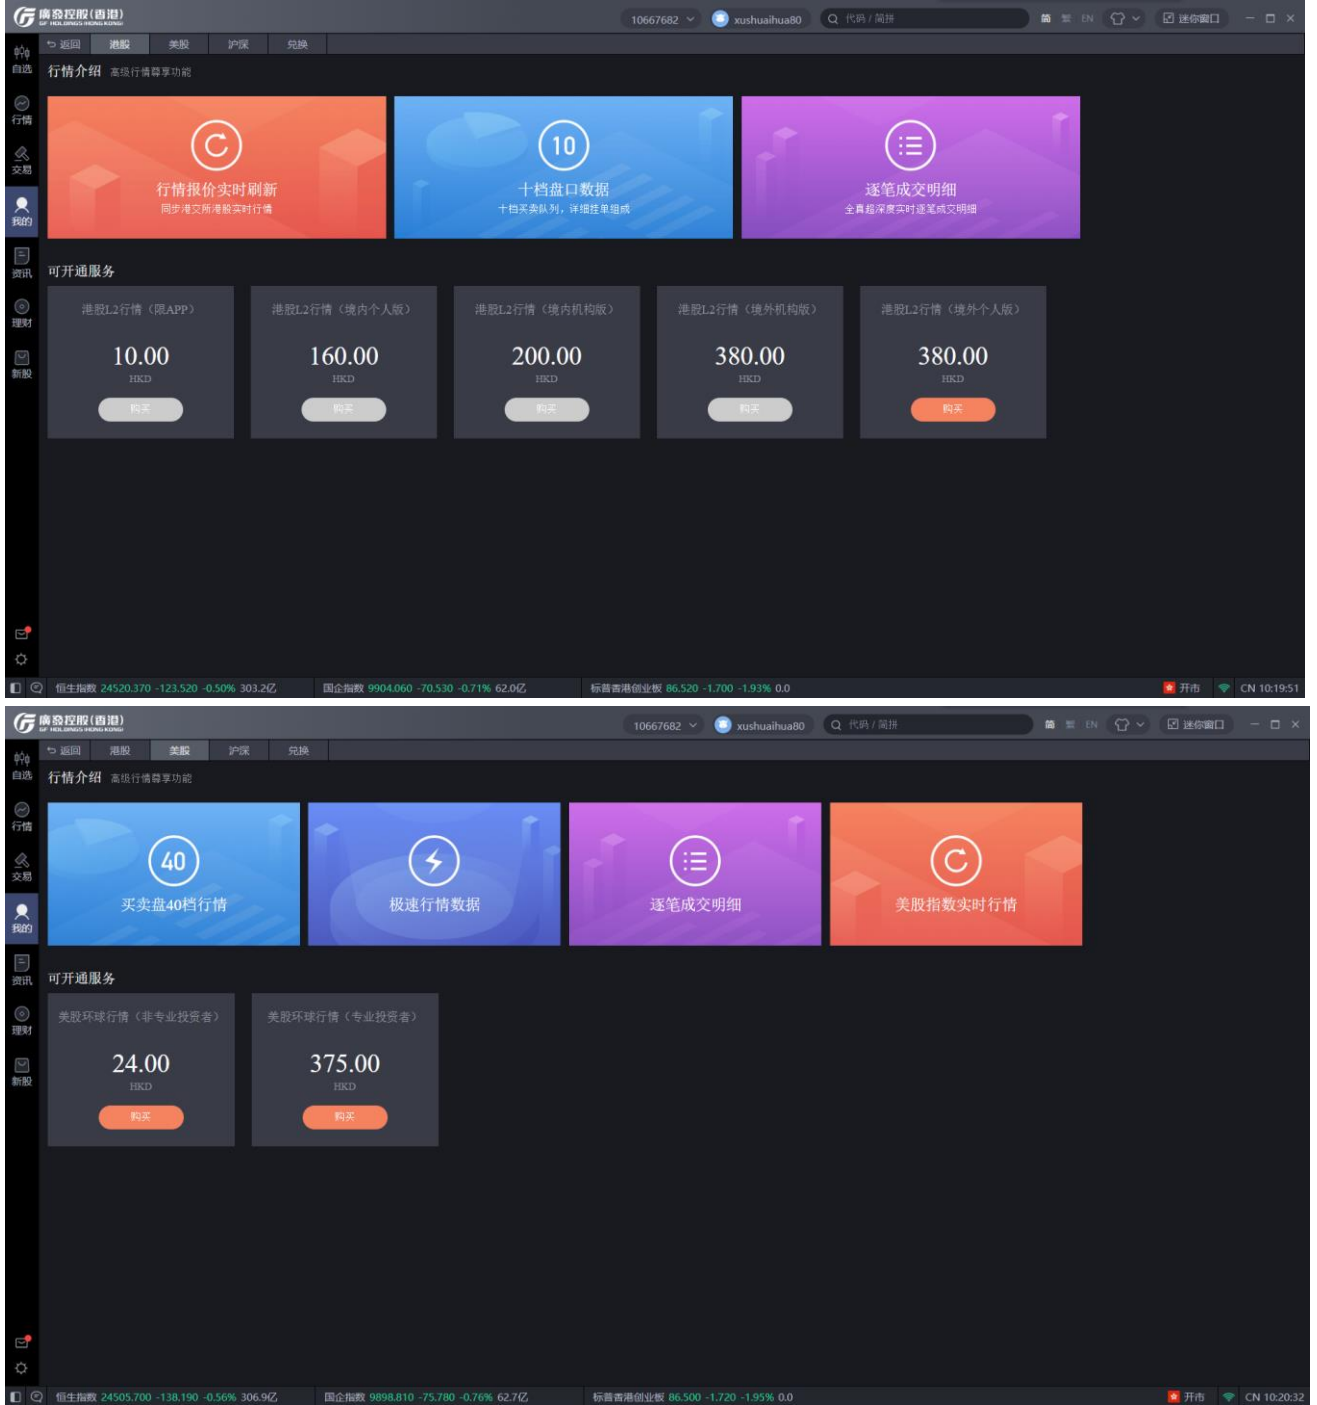 廣發控股(香港)
GF HOLDINGS (HONG KONG)
10667682
xushuaihua80
代码 / 简拼
简 繁 EN
迷你窗口
返回 港股 美股 沪深 兑换
自选
行情
交易
我的
资讯
理财
新股
行情介绍 高级行情尊享功能
行情报价实时刷新
同步港交所港股实时行情
10
十档盘口数据
十档买卖队列，详细挂单组成
逐笔成交明细
全真超深度实时逐笔成交明细
可开通服务
港股L2行情（限APP）
10.00
HKD
购买
港股L2行情（境内个人版）
160.00
HKD
购买
港股L2行情（境内机构版）
200.00
HKD
购买
港股L2行情（境外机构版）
380.00
HKD
购买
港股L2行情（境外个人版）
380.00
HKD
购买
恒生指数 24520.370 -123.520 -0.50% 303.2亿
国企指数 9904.060 -70.530 -0.71% 62.0亿
标普香港创业板 86.520 -1.700 -1.93% 0.0
开市
CN 10:19:51
廣發控股(香港)
GF HOLDINGS (HONG KONG)
10667682
xushuaihua80
代码 / 简拼
简 繁 EN
迷你窗口
返回 港股 美股 沪深 兑换
自选
行情
交易
我的
资讯
理财
新股
行情介绍 高级行情尊享功能
40
买卖盘40档行情
极速行情数据
逐笔成交明细
美股指数实时行情
可开通服务
美股环球行情（非专业投资者）
24.00
HKD
购买
美股环球行情（专业投资者）
375.00
HKD
购买
恒生指数 24505.700 -138.190 -0.56% 306.9亿
国企指数 9898.810 -75.780 -0.76% 62.7亿
标普香港创业板 86.500 -1.720 -1.95% 0.0
开市
CN 10:20:32